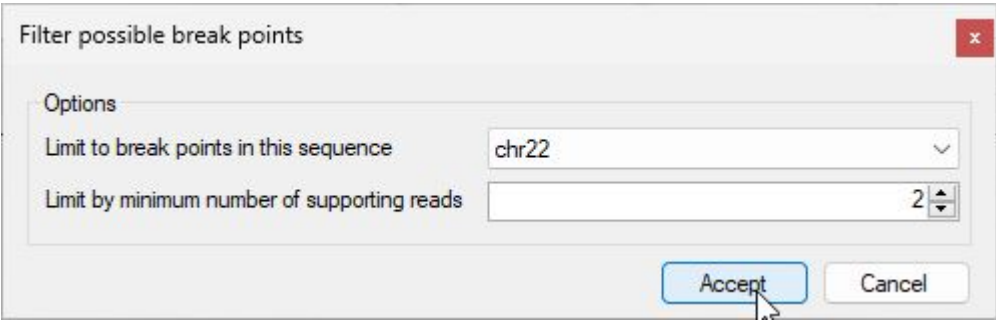 Filter possible break points
x
Options
Limit to break points in this sequence chr22
Limit by minimum number of supporting reads 2
Accept Cancel